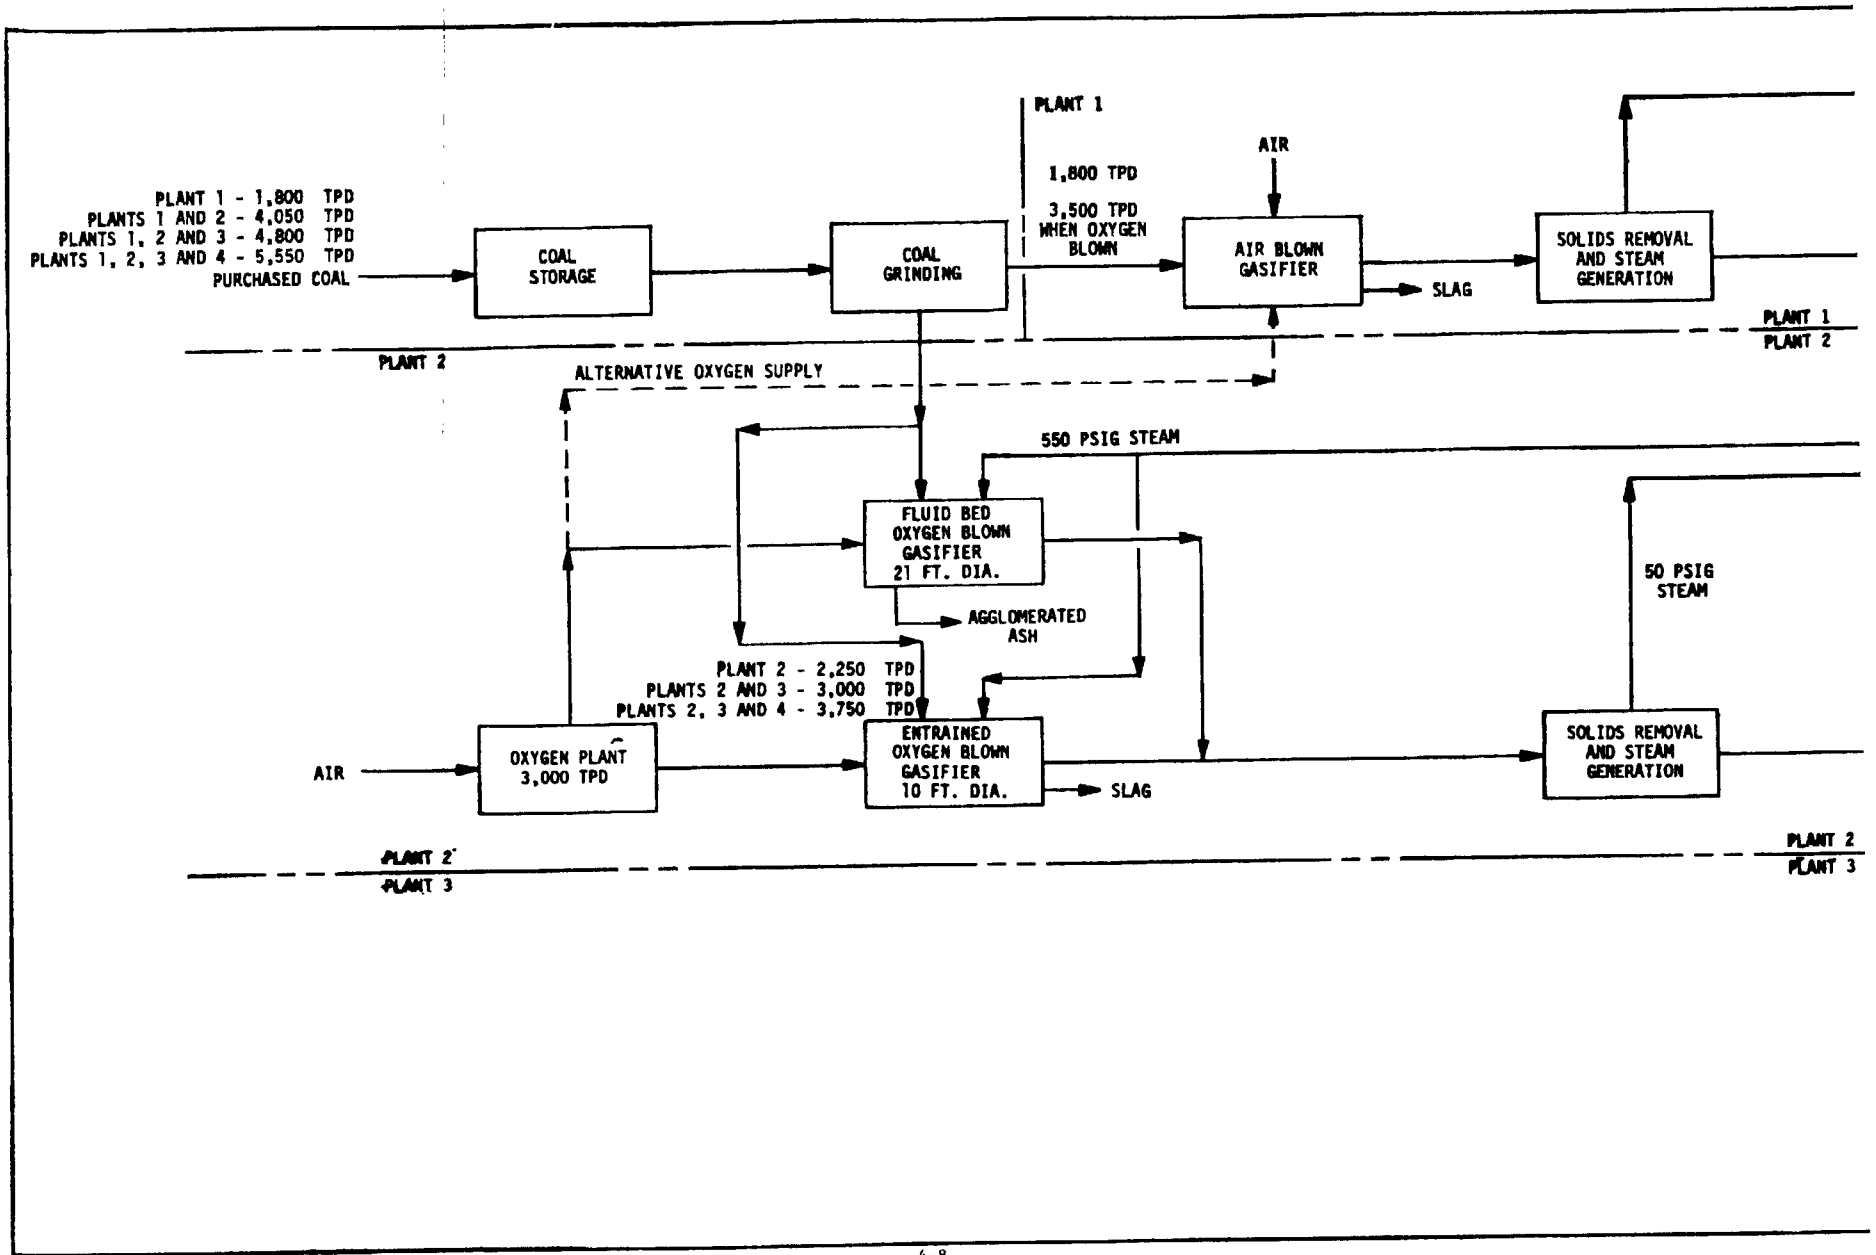 PLANT 1
AIR
1,800 TPD
3,500 TPD
WHEN OXYGEN
BLOWN
PLANT 1 - 1,800 TPD
PLANTS 1 AND 2 - 4,050 TPD
PLANTS 1, 2 AND 3 - 4,800 TPD
PLANTS 1, 2, 3 AND 4 - 5,550 TPD
PURCHASED COAL
COAL
STORAGE
COAL
GRINDING
AIR BLOWN
GASIFIER
SLAG
SOLIDS REMOVAL
AND STEAM
GENERATION
PLANT 1
PLANT 2
PLANT 2
ALTERNATIVE OXYGEN SUPPLY
550 PSIG STEAM
FLUID BED
OXYGEN BLOWN
GASIFIER
21 FT. DIA.
AGGLOMERATED
ASH
50 PSIG
STEAM
PLANT 2 - 2,250 TPD
PLANTS 2 AND 3 - 3,000 TPD
PLANTS 2, 3 AND 4 - 3,750 TPD
AIR
OXYGEN PLANT
3,000 TPD
ENTRAINED
OXYGEN BLOWN
GASIFIER
10 FT. DIA.
SLAG
SOLIDS REMOVAL
AND STEAM
GENERATION
PLANT 2
PLANT 3
PLANT 2
PLANT 3